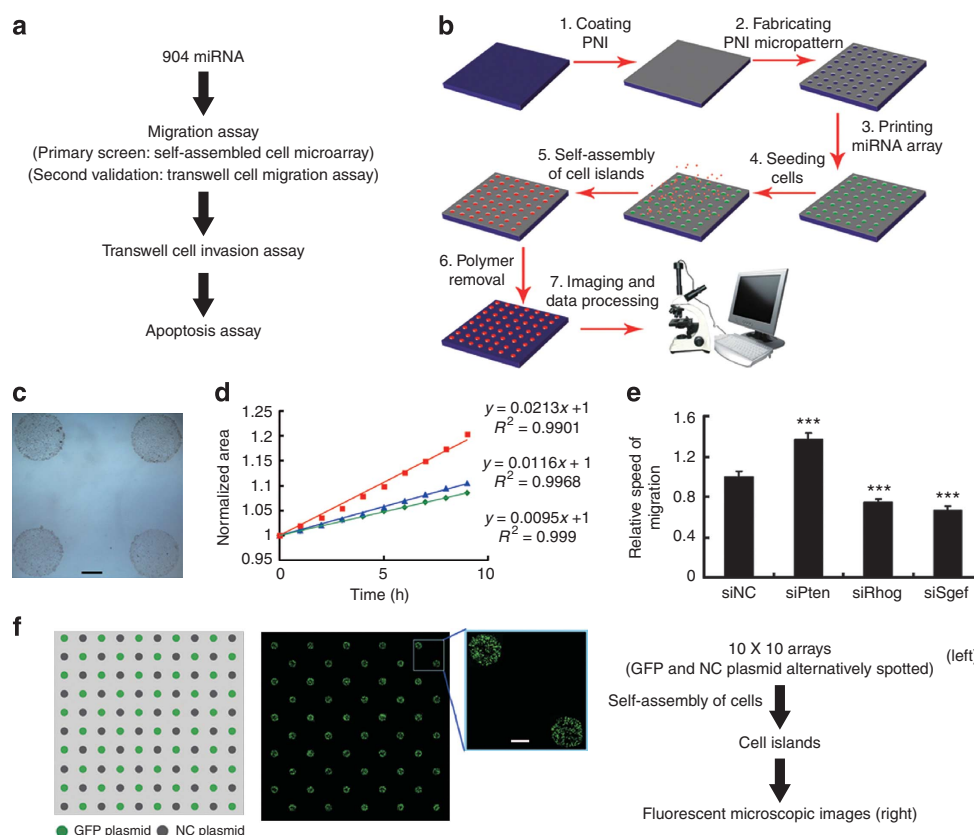 a
904 miRNA
Migration assay
(Primary screen: self-assembled cell microarray)
(Second validation: transwell cell migration assay)
Transwell cell invasion assay
Apoptosis assay
b
1. Coating
PNI
2. Fabricating
PNI micropattern
3. Printing
miRNA array
4. Seeding
cells
5. Self-assembly
of cell islands
6. Polymer
removal
7. Imaging and
data processing
c
d
Normalized area
1.25
1.2
1.15
1.1
1.05
1
0.95
0
5
10
Time (h)
y = 0.0213x +1
R² = 0.9901
y = 0.0116x + 1
R² = 0.9968
y = 0.0095x +1
R² = 0.999
e
Relative speed of
migration
1.6
1.2
0.8
0.4
0
***
***
***
siNC
siPten
siRhog
siSgef
f
GFP plasmid
NC plasmid
10 X 10 arrays
(GFP and NC plasmid alternatively spotted)
(left)
Self-assembly of cells
Cell islands
Fluorescent microscopic images (right)